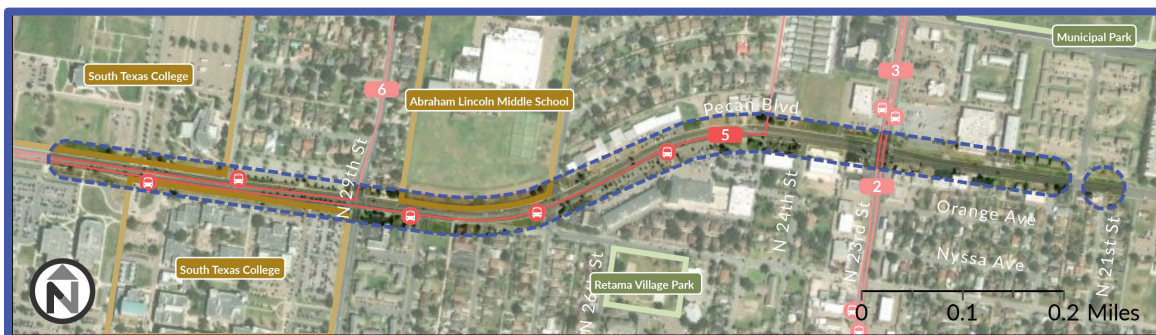 Municipal Park
South Texas College
3
6
Abraham Lincoln Middle School
Pecan Blvd
5
N 29th St
2
N 24th St
N 23rd St
Orange Ave
Nyssa Ave
N 21st St
South Texas College
Retama Village Park
N 26th St
N
0 0.1 0.2 Miles